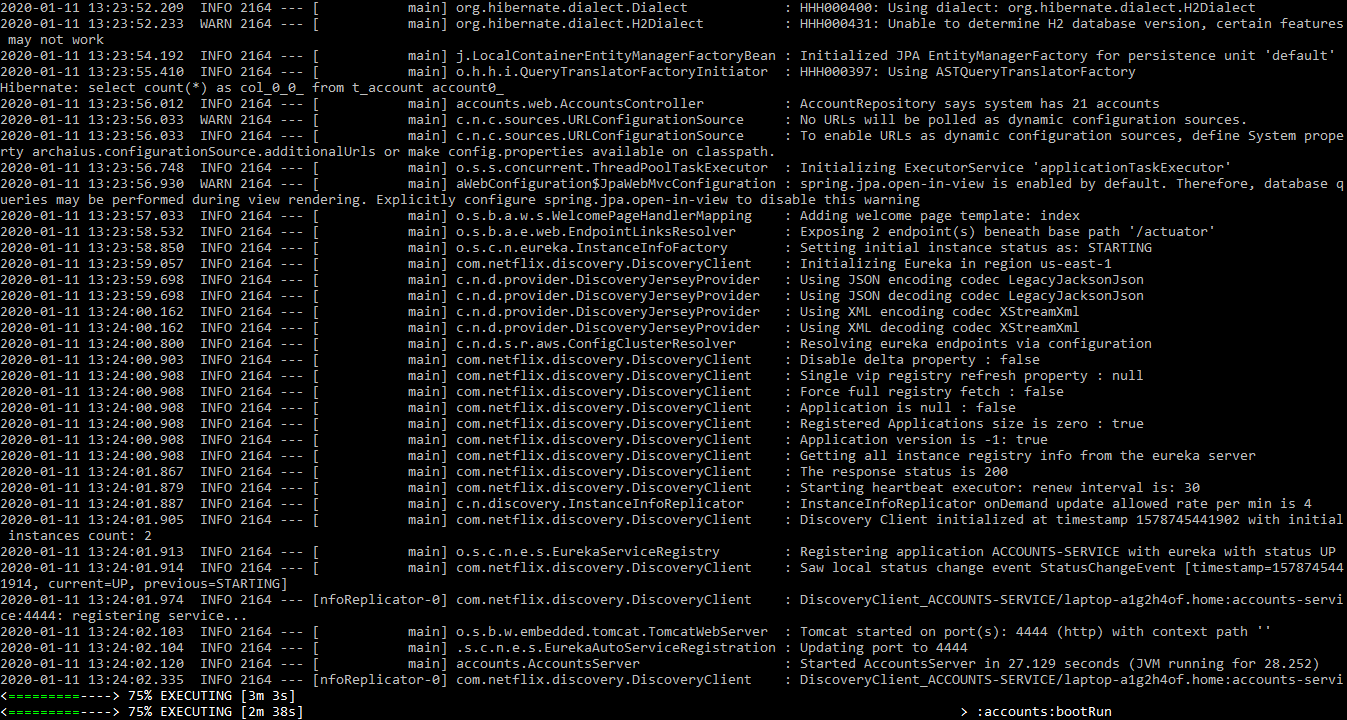 2020-01-11 13:23:52.209  INFO 2164 --- [           main] org.hibernate.dialect.Dialect            : HHH000400: Using dialect: org.hibernate.dialect.H2Dialect
2020-01-11 13:23:52.233  WARN 2164 --- [           main] org.hibernate.dialect.H2Dialect          : HHH000431: Unable to determine H2 database version, certain features
 may not work
2020-01-11 13:23:54.192  INFO 2164 --- [           main] j.LocalContainerEntityManagerFactoryBean : Initialized JPA EntityManagerFactory for persistence unit 'default'
2020-01-11 13:23:55.410  INFO 2164 --- [           main] o.h.h.i.QueryTranslatorFactoryInitiator  : HHH000397: Using ASTQueryTranslatorFactory
Hibernate: select count(*) as col_0_0_ from t_account account0_
2020-01-11 13:23:56.012  INFO 2164 --- [           main] accounts.web.AccountsController          : AccountRepository says system has 21 accounts
2020-01-11 13:23:56.033  WARN 2164 --- [           main] c.n.c.sources.URLConfigurationSource     : No URLs will be polled as dynamic configuration sources.
2020-01-11 13:23:56.033  INFO 2164 --- [           main] c.n.c.sources.URLConfigurationSource     : To enable URLs as dynamic configuration sources, define System prope
rty archaius.configurationSource.additionalUrls or make config.properties available on classpath.
2020-01-11 13:23:56.748  INFO 2164 --- [           main] o.s.s.concurrent.ThreadPoolTaskExecutor  : Initializing ExecutorService 'applicationTaskExecutor'
2020-01-11 13:23:56.930  WARN 2164 --- [           main] aWebConfiguration$JpaWebMvcConfiguration : spring.jpa.open-in-view is enabled by default. Therefore, database q
ueries may be performed during view rendering. Explicitly configure spring.jpa.open-in-view to disable this warning
2020-01-11 13:23:57.033  INFO 2164 --- [           main] o.s.b.a.w.s.WelcomePageHandlerMapping    : Adding welcome page template: index
2020-01-11 13:23:58.532  INFO 2164 --- [           main] o.s.b.a.e.web.EndpointLinksResolver      : Exposing 2 endpoint(s) beneath base path '/actuator'
2020-01-11 13:23:58.850  INFO 2164 --- [           main] o.s.c.n.eureka.InstanceInfoFactory       : Setting initial instance status as: STARTING
2020-01-11 13:23:59.057  INFO 2164 --- [           main] com.netflix.discovery.DiscoveryClient    : Initializing Eureka in region us-east-1
2020-01-11 13:23:59.698  INFO 2164 --- [           main] c.n.d.provider.DiscoveryJerseyProvider   : Using JSON encoding codec LegacyJacksonJson
2020-01-11 13:23:59.698  INFO 2164 --- [           main] c.n.d.provider.DiscoveryJerseyProvider   : Using JSON decoding codec LegacyJacksonJson
2020-01-11 13:24:00.162  INFO 2164 --- [           main] c.n.d.provider.DiscoveryJerseyProvider   : Using XML encoding codec XStreamXml
2020-01-11 13:24:00.162  INFO 2164 --- [           main] c.n.d.provider.DiscoveryJerseyProvider   : Using XML decoding codec XStreamXml
2020-01-11 13:24:00.800  INFO 2164 --- [           main] c.n.d.s.r.aws.ConfigClusterResolver      : Resolving eureka endpoints via configuration
2020-01-11 13:24:00.903  INFO 2164 --- [           main] com.netflix.discovery.DiscoveryClient    : Disable delta property : false
2020-01-11 13:24:00.908  INFO 2164 --- [           main] com.netflix.discovery.DiscoveryClient    : Single vip registry refresh property : null
2020-01-11 13:24:00.908  INFO 2164 --- [           main] com.netflix.discovery.DiscoveryClient    : Force full registry fetch : false
2020-01-11 13:24:00.908  INFO 2164 --- [           main] com.netflix.discovery.DiscoveryClient    : Application is null : false
2020-01-11 13:24:00.908  INFO 2164 --- [           main] com.netflix.discovery.DiscoveryClient    : Registered Applications size is zero : true
2020-01-11 13:24:00.908  INFO 2164 --- [           main] com.netflix.discovery.DiscoveryClient    : Application version is -1: true
2020-01-11 13:24:00.908  INFO 2164 --- [           main] com.netflix.discovery.DiscoveryClient    : Getting all instance registry info from the eureka server
2020-01-11 13:24:01.867  INFO 2164 --- [           main] com.netflix.discovery.DiscoveryClient    : The response status is 200
2020-01-11 13:24:01.879  INFO 2164 --- [           main] com.netflix.discovery.DiscoveryClient    : Starting heartbeat executor: renew interval is: 30
2020-01-11 13:24:01.887  INFO 2164 --- [           main] c.n.discovery.InstanceInfoReplicator     : InstanceInfoReplicator onDemand update allowed rate per min is 4
2020-01-11 13:24:01.905  INFO 2164 --- [           main] com.netflix.discovery.DiscoveryClient    : Discovery Client initialized at timestamp 1578745441902 with initial
 instances count: 2
2020-01-11 13:24:01.913  INFO 2164 --- [           main] o.s.c.n.e.s.EurekaServiceRegistry        : Registering application ACCOUNTS-SERVICE with eureka with status UP
2020-01-11 13:24:01.914  INFO 2164 --- [           main] com.netflix.discovery.DiscoveryClient    : Saw local status change event StatusChangeEvent [timestamp=157874544
1914, current=UP, previous=STARTING]
2020-01-11 13:24:01.974  INFO 2164 --- [nfoReplicator-0] com.netflix.discovery.DiscoveryClient    : DiscoveryClient_ACCOUNTS-SERVICE/laptop-a1g2h4of.home:accounts-servi
ce:4444: registering service...
2020-01-11 13:24:02.103  INFO 2164 --- [           main] o.s.b.w.embedded.tomcat.TomcatWebServer  : Tomcat started on port(s): 4444 (http) with context path ''
2020-01-11 13:24:02.104  INFO 2164 --- [           main] .s.c.n.e.s.EurekaAutoServiceRegistration : Updating port to 4444
2020-01-11 13:24:02.120  INFO 2164 --- [           main] accounts.AccountsServer                  : Started AccountsServer in 27.129 seconds (JVM running for 28.252)
2020-01-11 13:24:02.335  INFO 2164 --- [nfoReplicator-0] com.netflix.discovery.DiscoveryClient    : DiscoveryClient_ACCOUNTS-SERVICE/laptop-a1g2h4of.home:accounts-servi
<=========----> 75% EXECUTING [3m 3s]
<=========----> 75% EXECUTING [2m 38s] > :accounts:bootRun